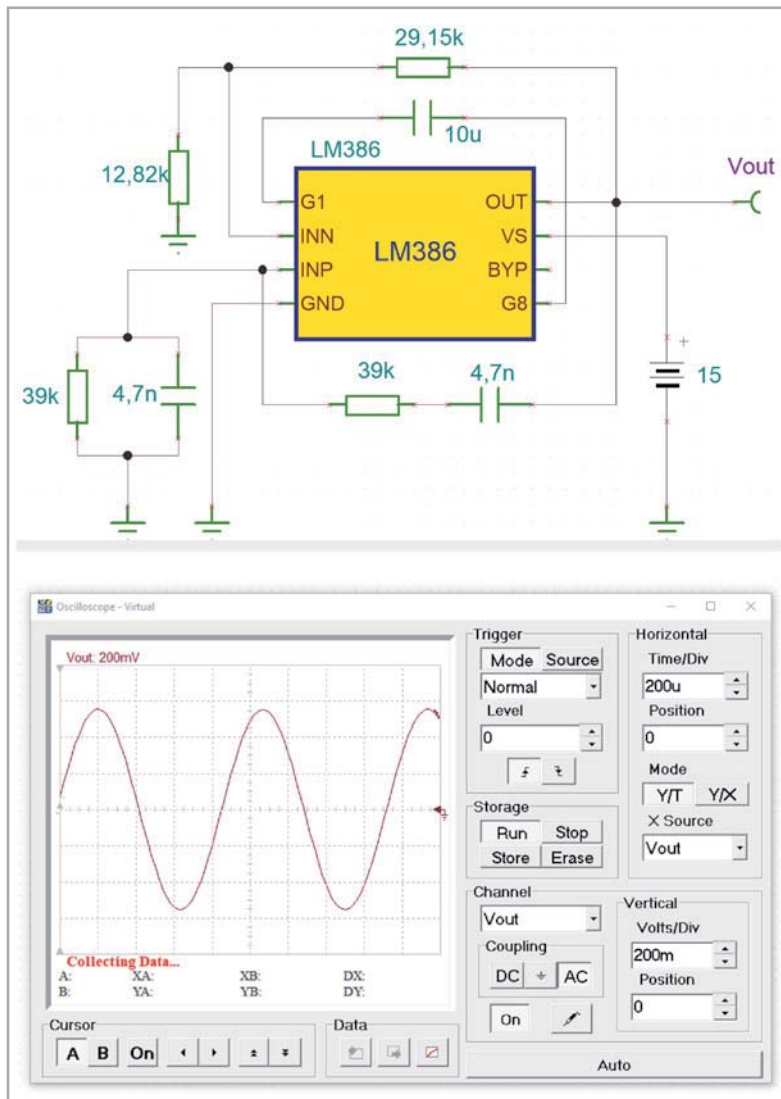 29,15k
10u
LM386
12,82k
Vout
G1
OUT
INN
VS
LM386
INP
BYP
GND
G8
39k
4,7n
39k
4,7n
+
15
Oscilloscope - Virtual
Vout: 200mV
Collecting Data...
A: XA: XB: DX:
B: YA: YB: DY:
Cursor
A B On
Data
Trigger
Mode Source
Normal
Level
0
Storage
Run Stop
Store Erase
Horizontal
Time/Div
200u
Position
0
Mode
Y/T Y/X
X Source
Vout
Channel
Vout
Coupling
DC AC
On
Vertical
Volts/Div
200m
Position
0
Auto